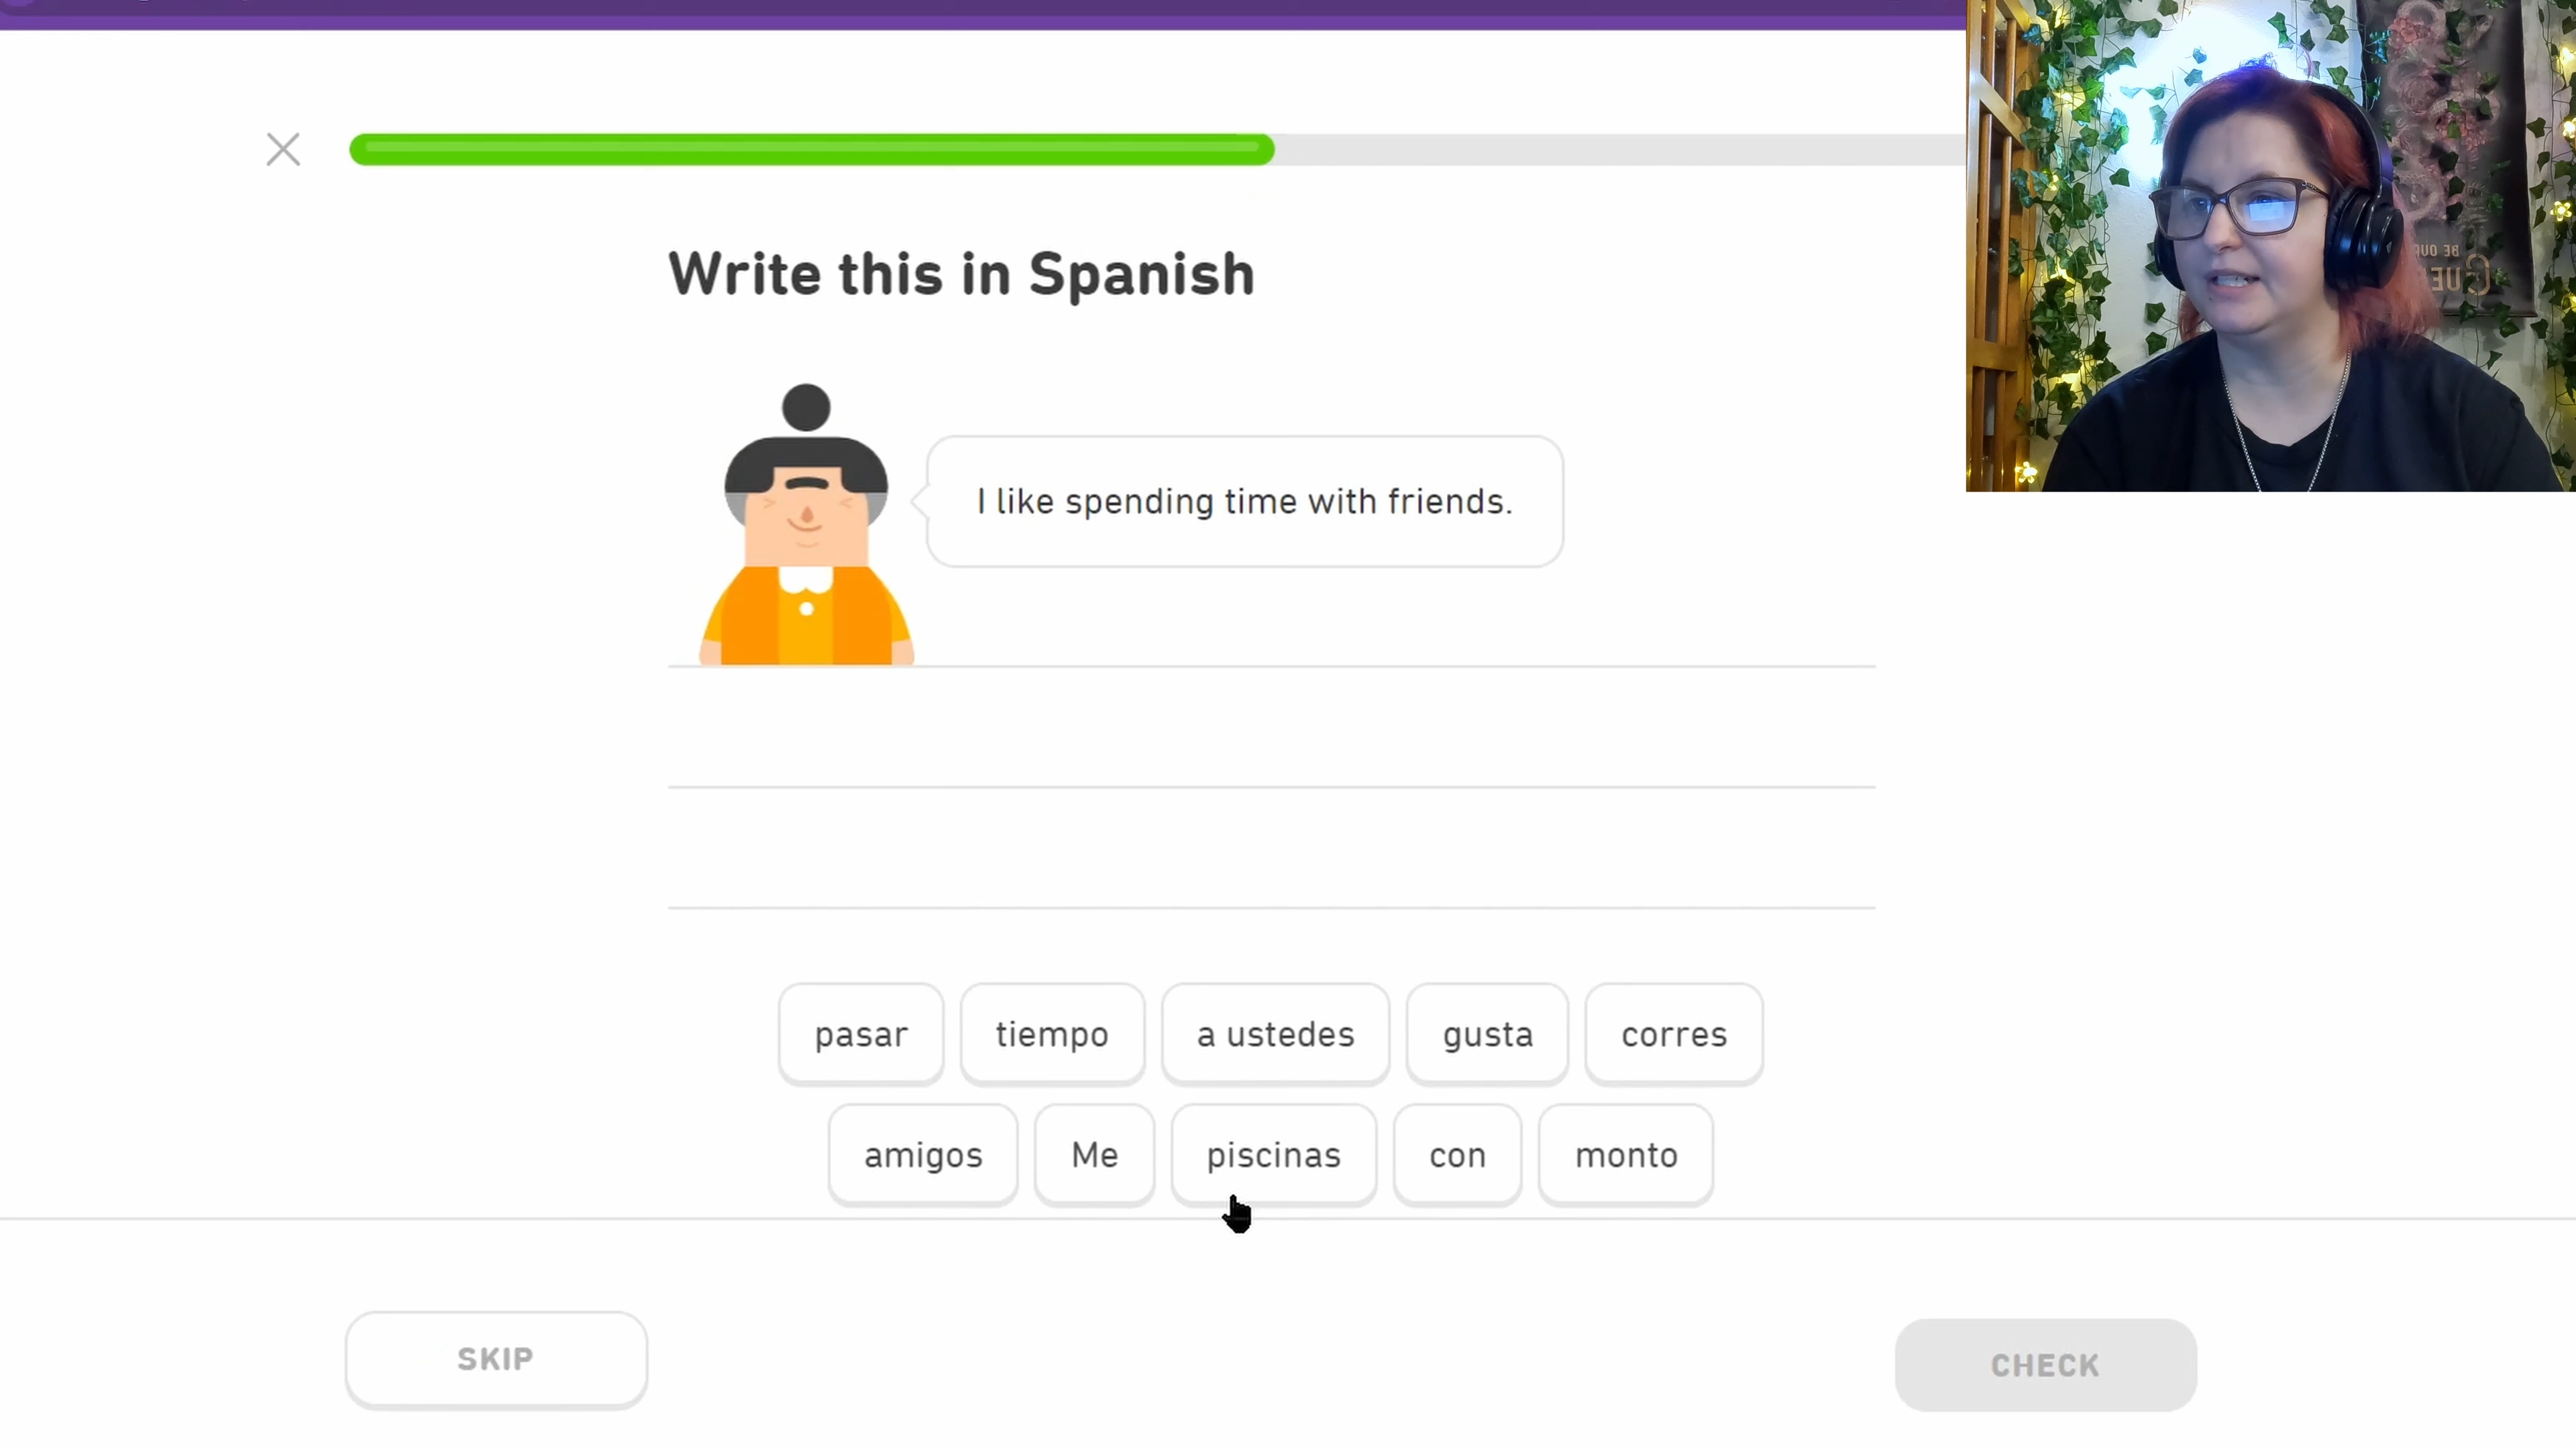 Write this in Spanish
I like spending time with friends.
pasar tiempo a ustedes gusta corres
amigos Me piscinas con monto
SKIP CHECK